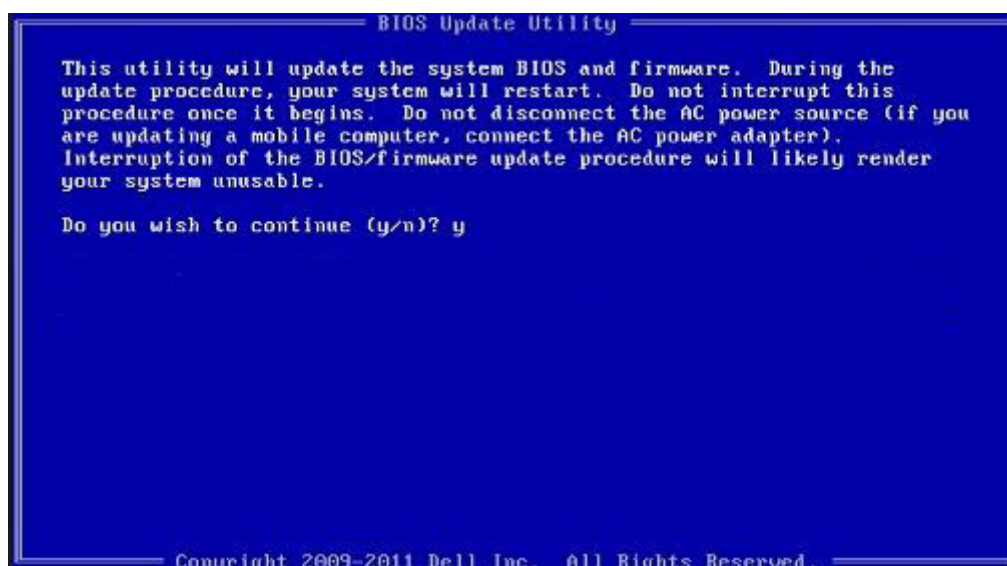 BIOS Update Utility
This utility will update the system BIOS and firmware.  During the
update procedure, your system will restart.  Do not interrupt this
procedure once it begins.  Do not disconnect the AC power source (if you
are updating a mobile computer, connect the AC power adapter).
Interruption of the BIOS/firmware update procedure will likely render
your system unusable.
Do you wish to continue (y/n)? y
Copyright 2009-2011 Dell Inc.  All Rights Reserved.